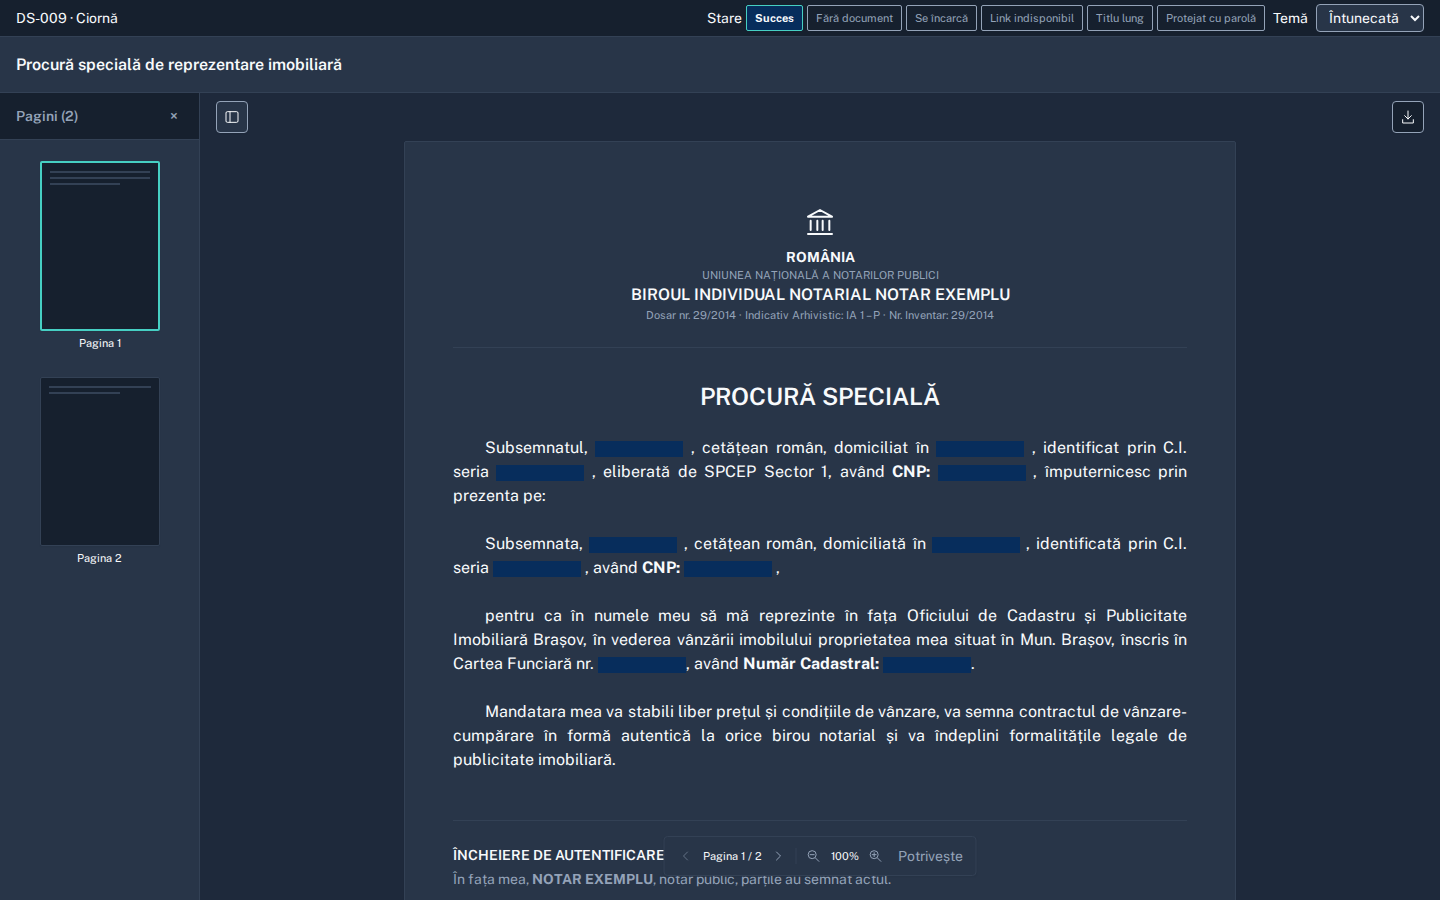 DS-009 · Ciornă
Stare Succes Fără document Se încarcă Link indisponibil Titlu lung Protejat cu parolă Temă Întunecată
Procură specială de reprezentare imobiliară
Pagini (2) ×
Pagina 1
Pagina 2
ROMÂNIA
UNIUNEA NAȚIONALĂ A NOTARILOR PUBLICI
BIROUL INDIVIDUAL NOTARIAL NOTAR EXEMPLU
Dosar nr. 29/2014 · Indicativ Arhivistic: IA 1 – P · Nr. Inventar: 29/2014
PROCURĂ SPECIALĂ
Subsemnatul, , cetățean român, domiciliat în , identificat prin C.I.
seria , eliberată de SPCEP Sector 1, având CNP: , împuternicesc prin
prezenta pe:
Subsemnata, , cetățean român, domiciliată în , identificată prin C.I.
seria , având CNP: ,
pentru ca în numele meu să mă reprezinte în fața Oficiului de Cadastru și Publicitate
Imobiliară Brașov, în vederea vânzării imobilului proprietatea mea situat în Mun. Brașov, înscris în
Cartea Funciară nr. , având Număr Cadastral: .
Mandatara mea va stabili liber prețul și condițiile de vânzare, va semna contractul de vânzare-
cumpărare în formă autentică la orice birou notarial și va îndeplini formalitățile legale de
publicitate imobiliară.
ÎNCHEIERE DE AUTENTIFICARE
Pagina 1 / 2 100% Potrivește
În fața mea, NOTAR EXEMPLU, notar public, părțile au semnat actul.